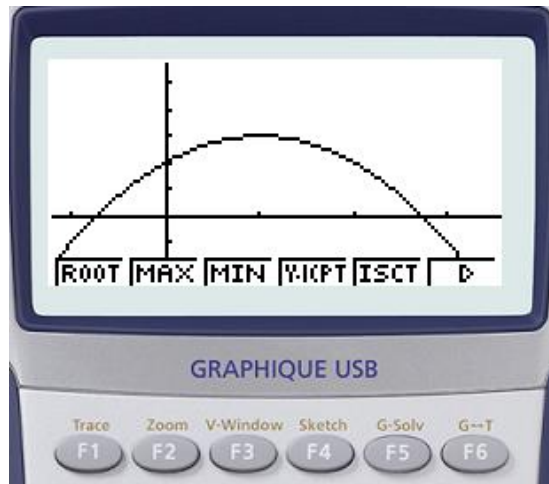 ROOT MAX MIN Y-ICPT ISCT ▷
GRAPHIQUE USB
Trace Zoom V-Window Sketch G-Solv G↔T
F1 F2 F3 F4 F5 F6